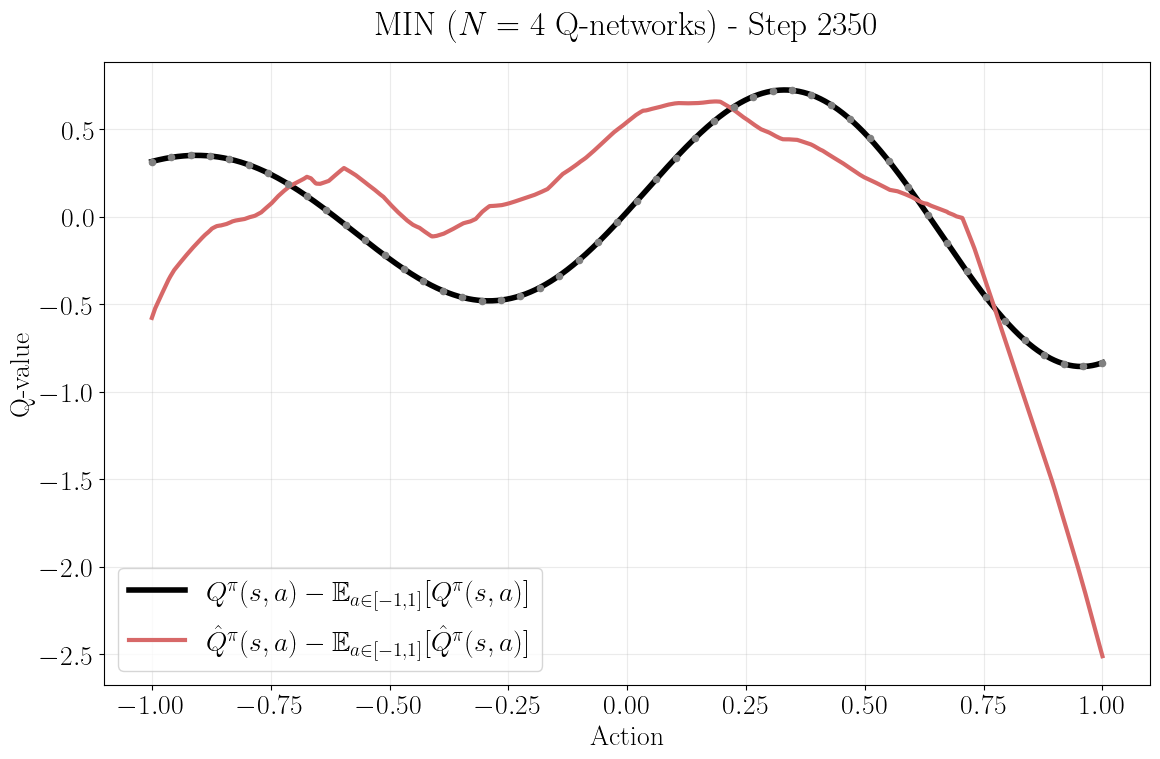 MIN (N = 4 Q-networks) - Step 2350
Q-value
0.5
0.0
−0.5
−1.0
−1.5
−2.0
−2.5
Q^π(s, a) − 𝔼_{a∈[−1,1]}[Q^π(s, a)]
Q̂^π(s, a) − 𝔼_{a∈[−1,1]}[Q̂^π(s, a)]
−1.00 −0.75 −0.50 −0.25 0.00 0.25 0.50 0.75 1.00
Action